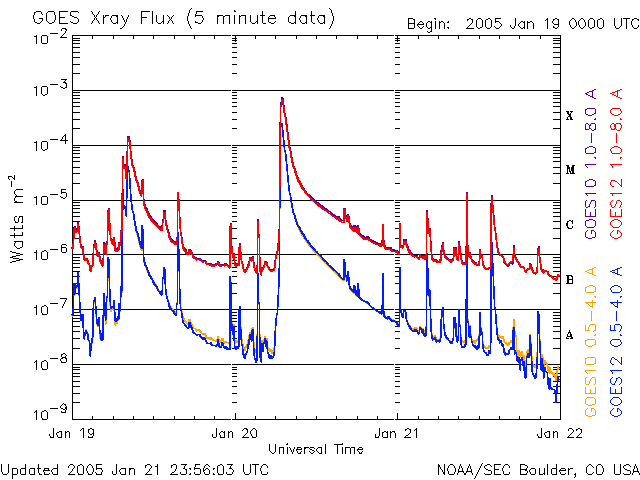 GOES Xray Flux (5 minute data)
Begin: 2005 Jan 19 0000 UTC
10-2
10-3
10-4
10-5
10-6
10-7
10-8
10-9
Watts m-2
X
M
C
B
A
GOES10 1.0-8.0 A
GOES12 1.0-8.0 A
GOES10 0.5-4.0 A
GOES12 0.5-4.0 A
Jan 19
Jan 20
Jan 21
Jan 22
Universal Time
Updated 2005 Jan 21 23:56:03 UTC
NOAA/SEC Boulder, CO USA